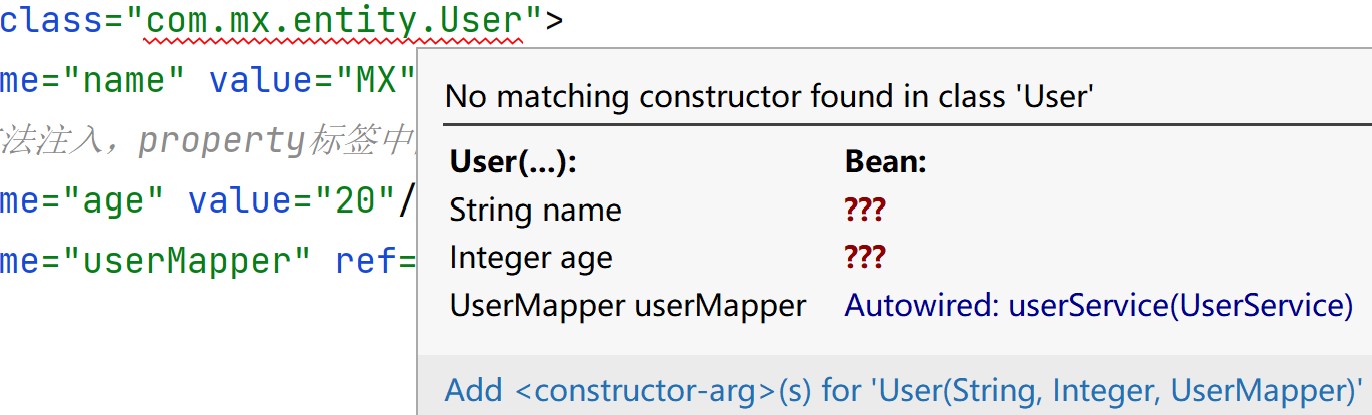 class="com.mx.entity.User">
me="name" value="MX"
法注入，property标签中
me="age" value="20"/
me="userMapper" ref=
No matching constructor found in class 'User'
User(...): Bean:
String name ???
Integer age ???
UserMapper userMapper Autowired: userService(UserService)
Add <constructor-arg>(s) for 'User(String, Integer, UserMapper)'